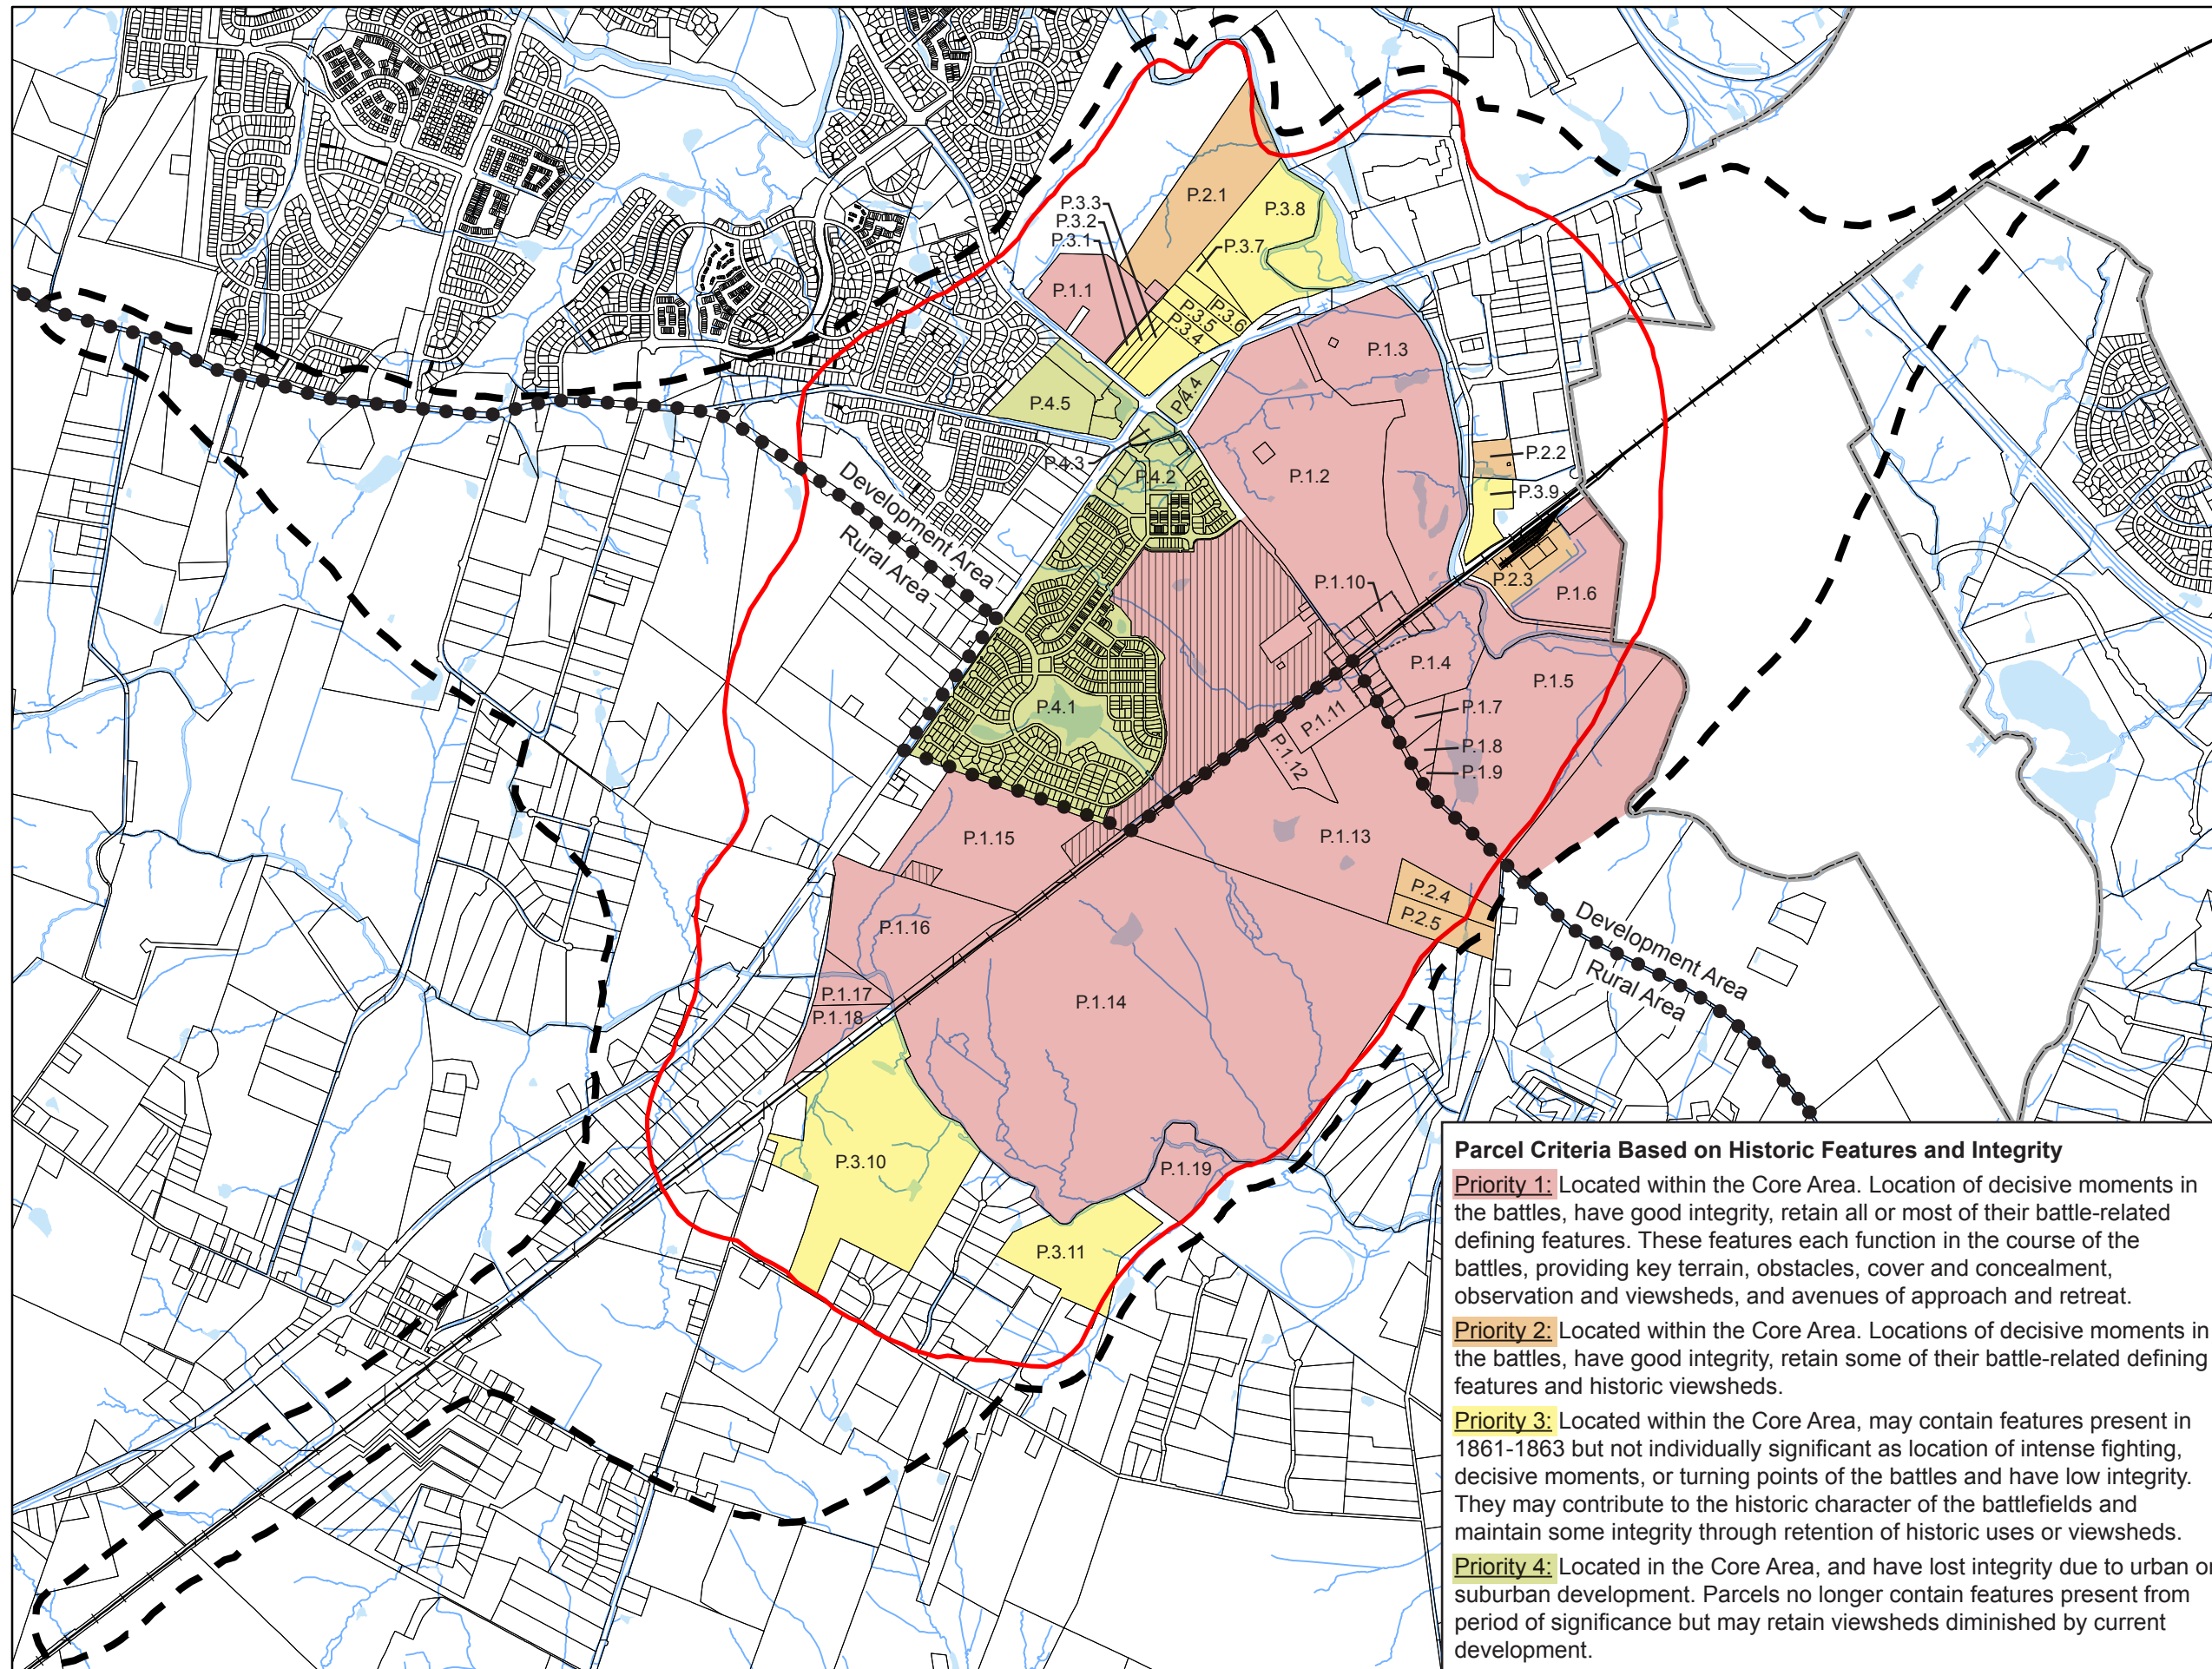 P.2.1
P.3.3
P.3.2
P.3.1
P.3.8
P.3.7
P.1.1
P.3.6
P.3.5
P.3.4
P.1.3
P.4.4
P.4.5
P.4.3
P.4.2
P.1.2
P.2.2
P.3.9
Development Area
Rural Area
P.1.10
P.2.3
P.1.6
P.1.4
P.1.5
P.4.1
P.1.11
P.1.7
P.1.12
P.1.8
P.1.9
P.1.15
P.1.13
P.2.4
P.2.5
P.1.16
Development Area
Rural Area
P.1.17
P.1.18
P.1.14
P.3.10
P.1.19
P.3.11
Parcel Criteria Based on Historic Features and Integrity
Priority 1: Located within the Core Area. Location of decisive moments in
the battles, have good integrity, retain all or most of their battle-related
defining features. These features each function in the course of the
battles, providing key terrain, obstacles, cover and concealment,
observation and viewsheds, and avenues of approach and retreat.
Priority 2: Located within the Core Area. Locations of decisive moments in
the battles, have good integrity, retain some of their battle-related defining
features and historic viewsheds.
Priority 3: Located within the Core Area, may contain features present in
1861-1863 but not individually significant as location of intense fighting,
decisive moments, or turning points of the battles and have low integrity.
They may contribute to the historic character of the battlefields and
maintain some integrity through retention of historic uses or viewsheds.
Priority 4: Located in the Core Area, and have lost integrity due to urban or
suburban development. Parcels no longer contain features present from
period of significance but may retain viewsheds diminished by current
development.